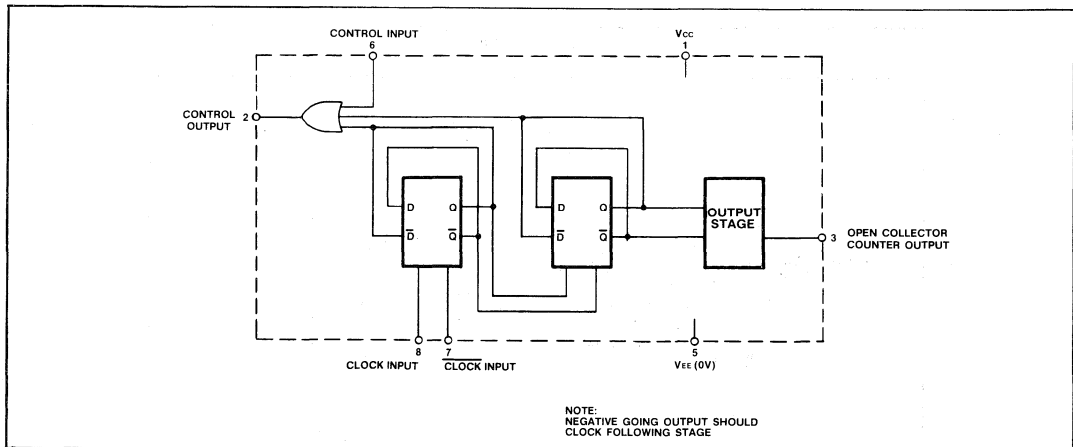 CONTROL INPUT
6
VCC
1
CONTROL
OUTPUT
2
D Q
D̅ Q̅
D Q
D̅ Q̅
OUTPUT
STAGE
3
OPEN COLLECTOR
COUNTER OUTPUT
8
7
5
CLOCK INPUT
C̅L̅O̅C̅K̅ INPUT
VEE (0V)
NOTE:
NEGATIVE GOING OUTPUT SHOULD
CLOCK FOLLOWING STAGE